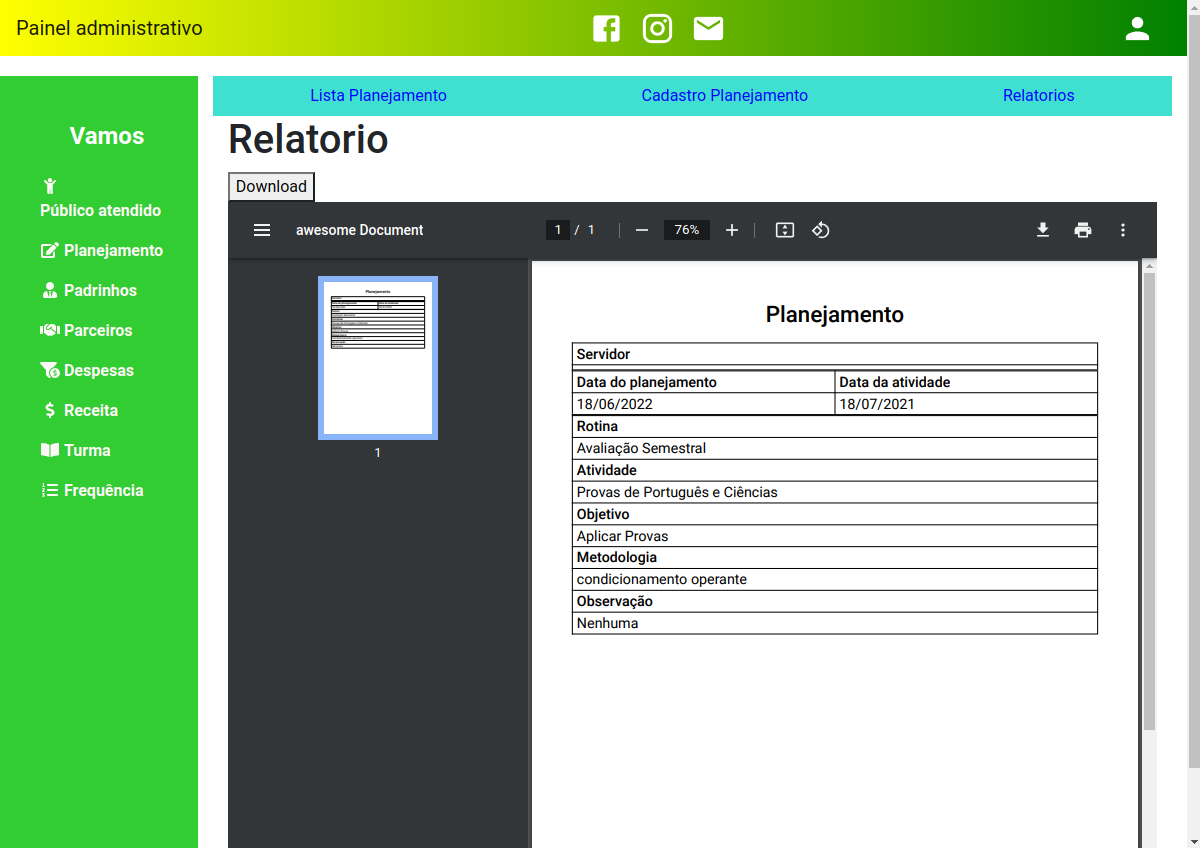 Painel administrativo
Lista Planejamento
Cadastro Planejamento
Relatorios
Vamos
Público atendido
Planejamento
Padrinhos
Parceiros
Despesas
Receita
Turma
Frequência
Relatorio
Download
awesome Document
1 / 1
76%
1
Planejamento
Servidor
Data do planejamento Data da atividade
18/06/2022 18/07/2021
Rotina
Avaliação Semestral
Atividade
Provas de Português e Ciências
Objetivo
Aplicar Provas
Metodologia
condicionamento operante
Observação
Nenhuma